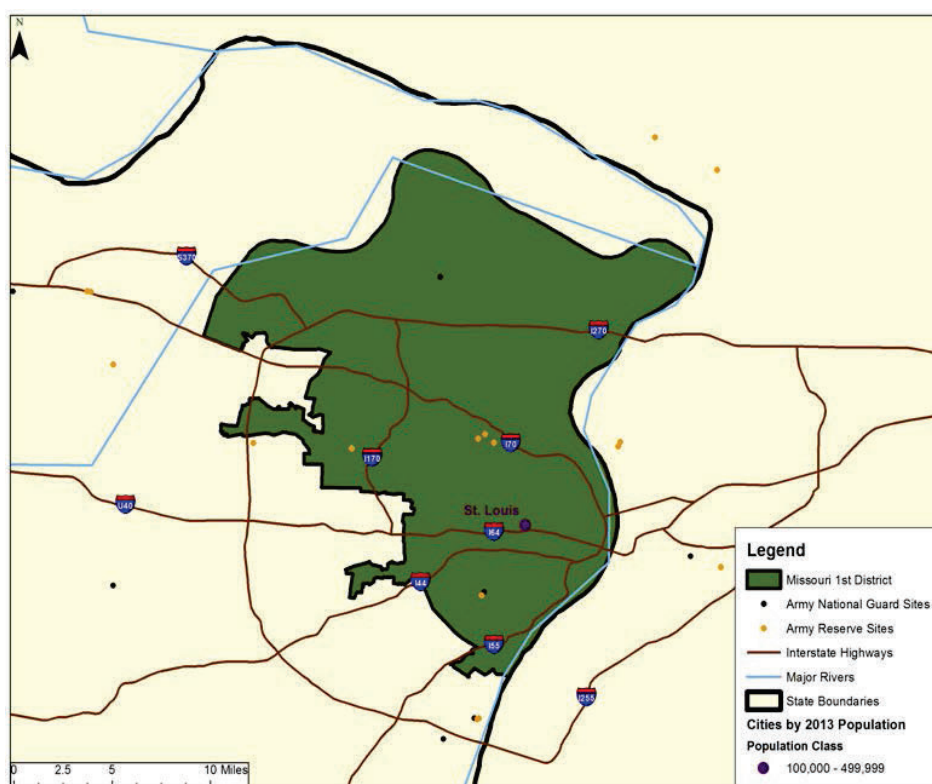 N
S370
I270
I70
I170
U40
St. Louis
I64
I44
I55
I255
Legend
Missouri 1st District
Army National Guard Sites
Army Reserve Sites
Interstate Highways
Major Rivers
State Boundaries
Cities by 2013 Population
Population Class
100,000 - 499,999
0 2.5 5 10 Miles